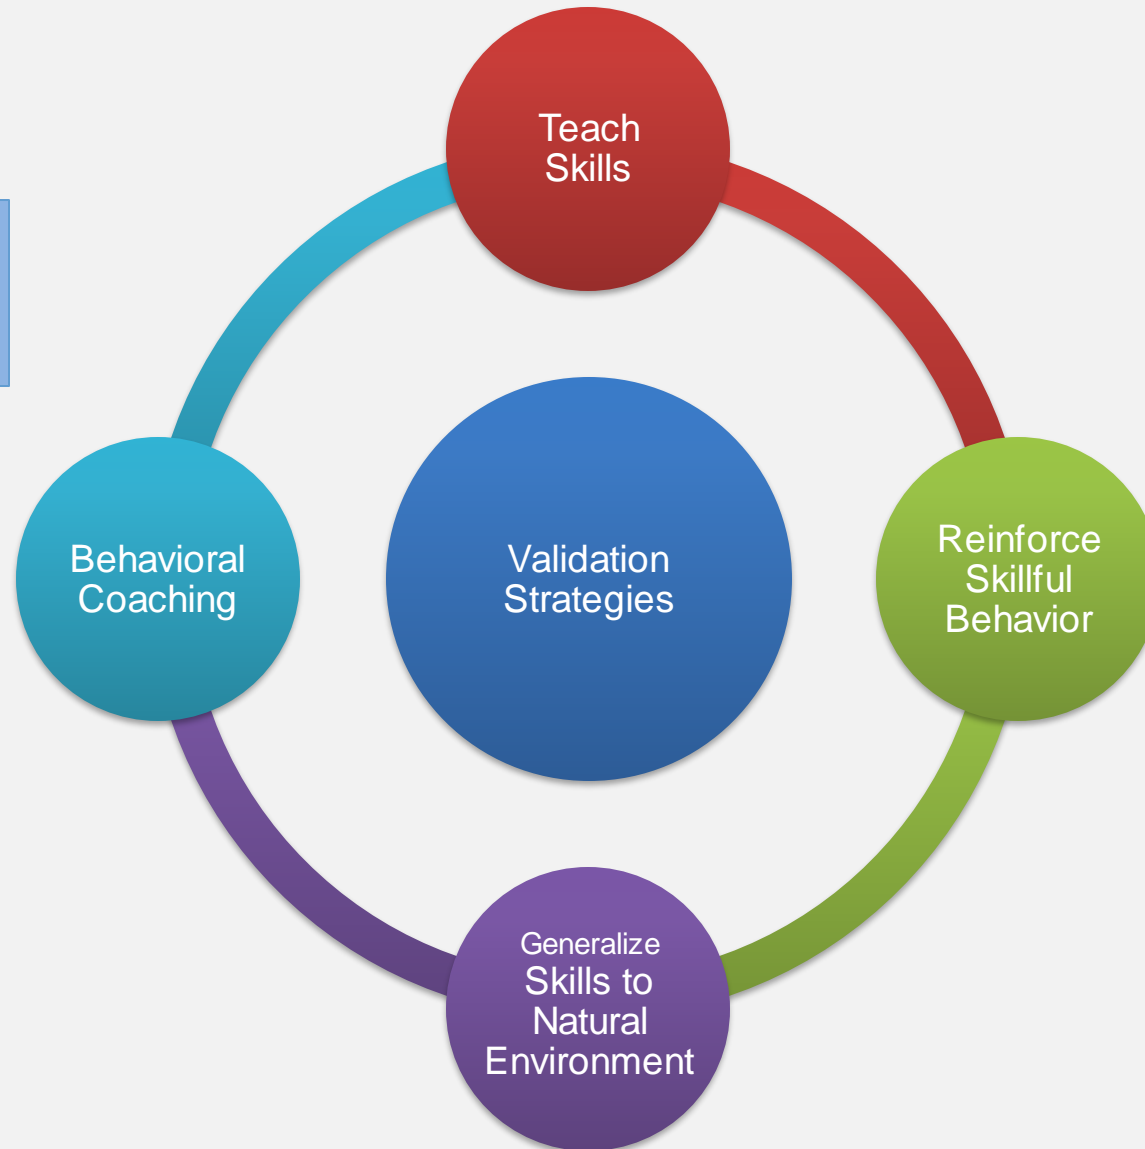 Teach
Skills
Reinforce
Skillful
Behavior
Generalize
Skills to
Natural
Environment
Behavioral
Coaching
Validation
Strategies